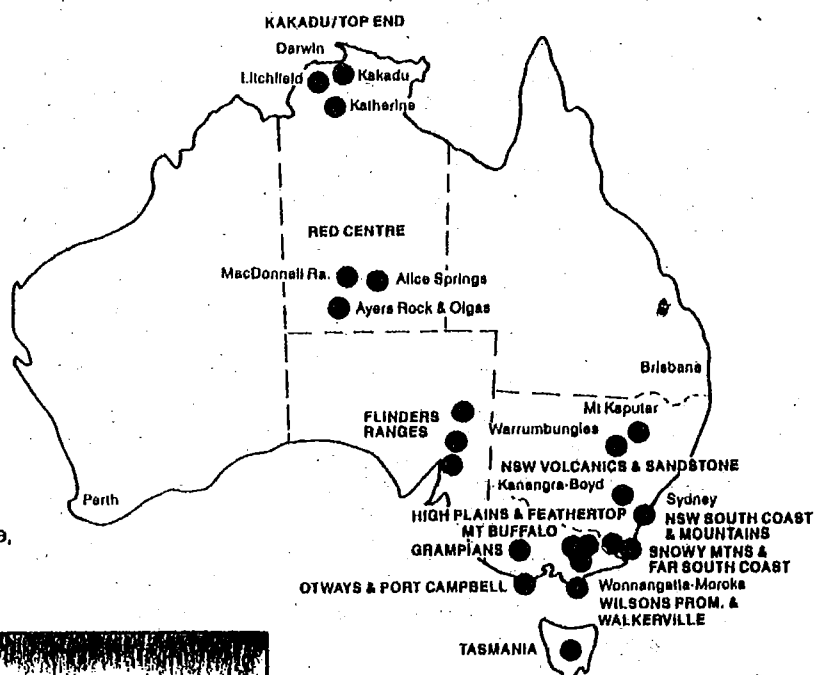 KAKADU/TOP END
Darwin
Litchfield
Kakadu
Katherine
RED CENTRE
MacDonnell Ra.
Alice Springs
Ayers Rock & Olgas
Brisbane
Mt Kaputar
FLINDERS
RANGES
Warrumbungles
NSW VOLCANICS & SANDSTONE
Kanangra-Boyd
Perth
Sydney
HIGH PLAINS & FEATHERTOP
NSW SOUTH COAST
& MOUNTAINS
MT BUFFALO
GRAMPIANS
SNOWY MTNS &
FAR SOUTH COAST
OTWAYS & PORT CAMPBELL
Wonnangatta-Moroka
WILSONS PROM. &
WALKERVILLE
TASMANIA